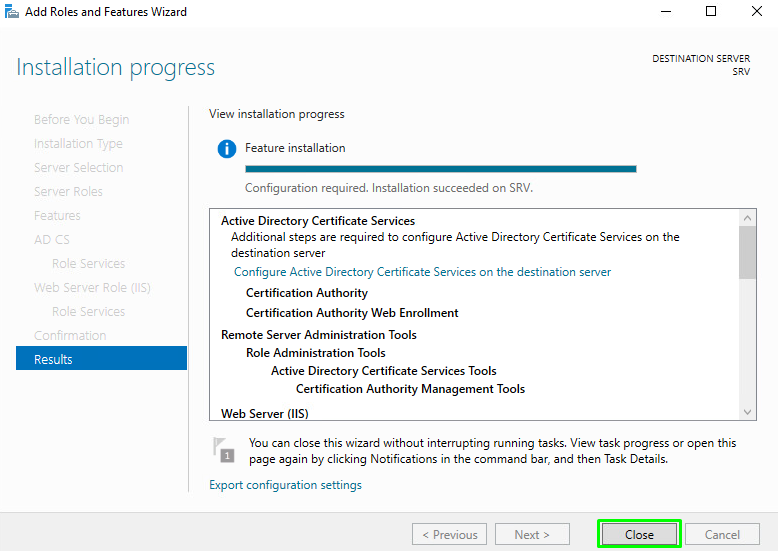 Add Roles and Features Wizard
Installation progress
DESTINATION SERVER
SRV
Before You Begin
Installation Type
Server Selection
Server Roles
Features
AD CS
Role Services
Web Server Role (IIS)
Role Services
Confirmation
Results
View installation progress
Feature installation
Configuration required. Installation succeeded on SRV.
Active Directory Certificate Services
Additional steps are required to configure Active Directory Certificate Services on the
destination server
Configure Active Directory Certificate Services on the destination server
Certification Authority
Certification Authority Web Enrollment
Remote Server Administration Tools
Role Administration Tools
Active Directory Certificate Services Tools
Certification Authority Management Tools
Web Server (IIS)
1
You can close this wizard without interrupting running tasks. View task progress or open this
page again by clicking Notifications in the command bar, and then Task Details.
Export configuration settings
< Previous
Next >
Close
Cancel